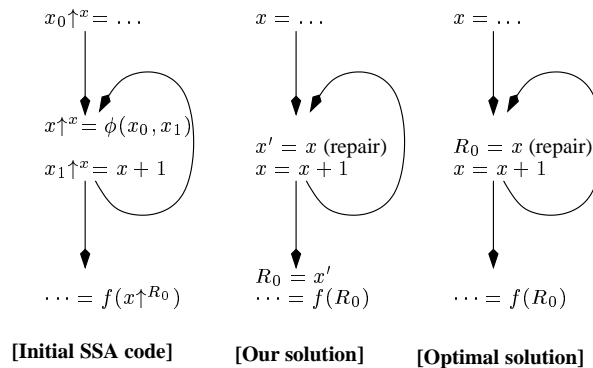 x₀↑ˣ = ...
x↑ˣ = ϕ(x₀, x₁)
x₁↑ˣ = x + 1
··· = f(x↑ᴿ⁰)
[Initial SSA code]
x = ...
x′ = x (repair)
x = x + 1
R₀ = x′
··· = f(R₀)
[Our solution]
x = ...
R₀ = x (repair)
x = x + 1
··· = f(R₀)
[Optimal solution]